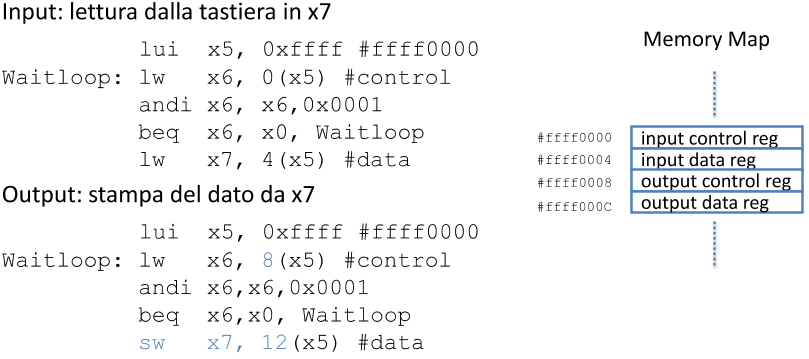 Input: lettura dalla tastiera in x7
lui x5, 0xffff #ffff0000
Waitloop: lw x6, 0(x5) #control
andi x6, x6,0x0001
beq x6, x0, Waitloop
lw x7, 4(x5) #data
Output: stampa del dato da x7
lui x5, 0xffff #ffff0000
Waitloop: lw x6, 8(x5) #control
andi x6,x6,0x0001
beq x6,x0, Waitloop
sw x7, 12(x5) #data
Memory Map
#ffff0000 input control reg
#ffff0004 input data reg
#ffff0008 output control reg
#ffff000C output data reg